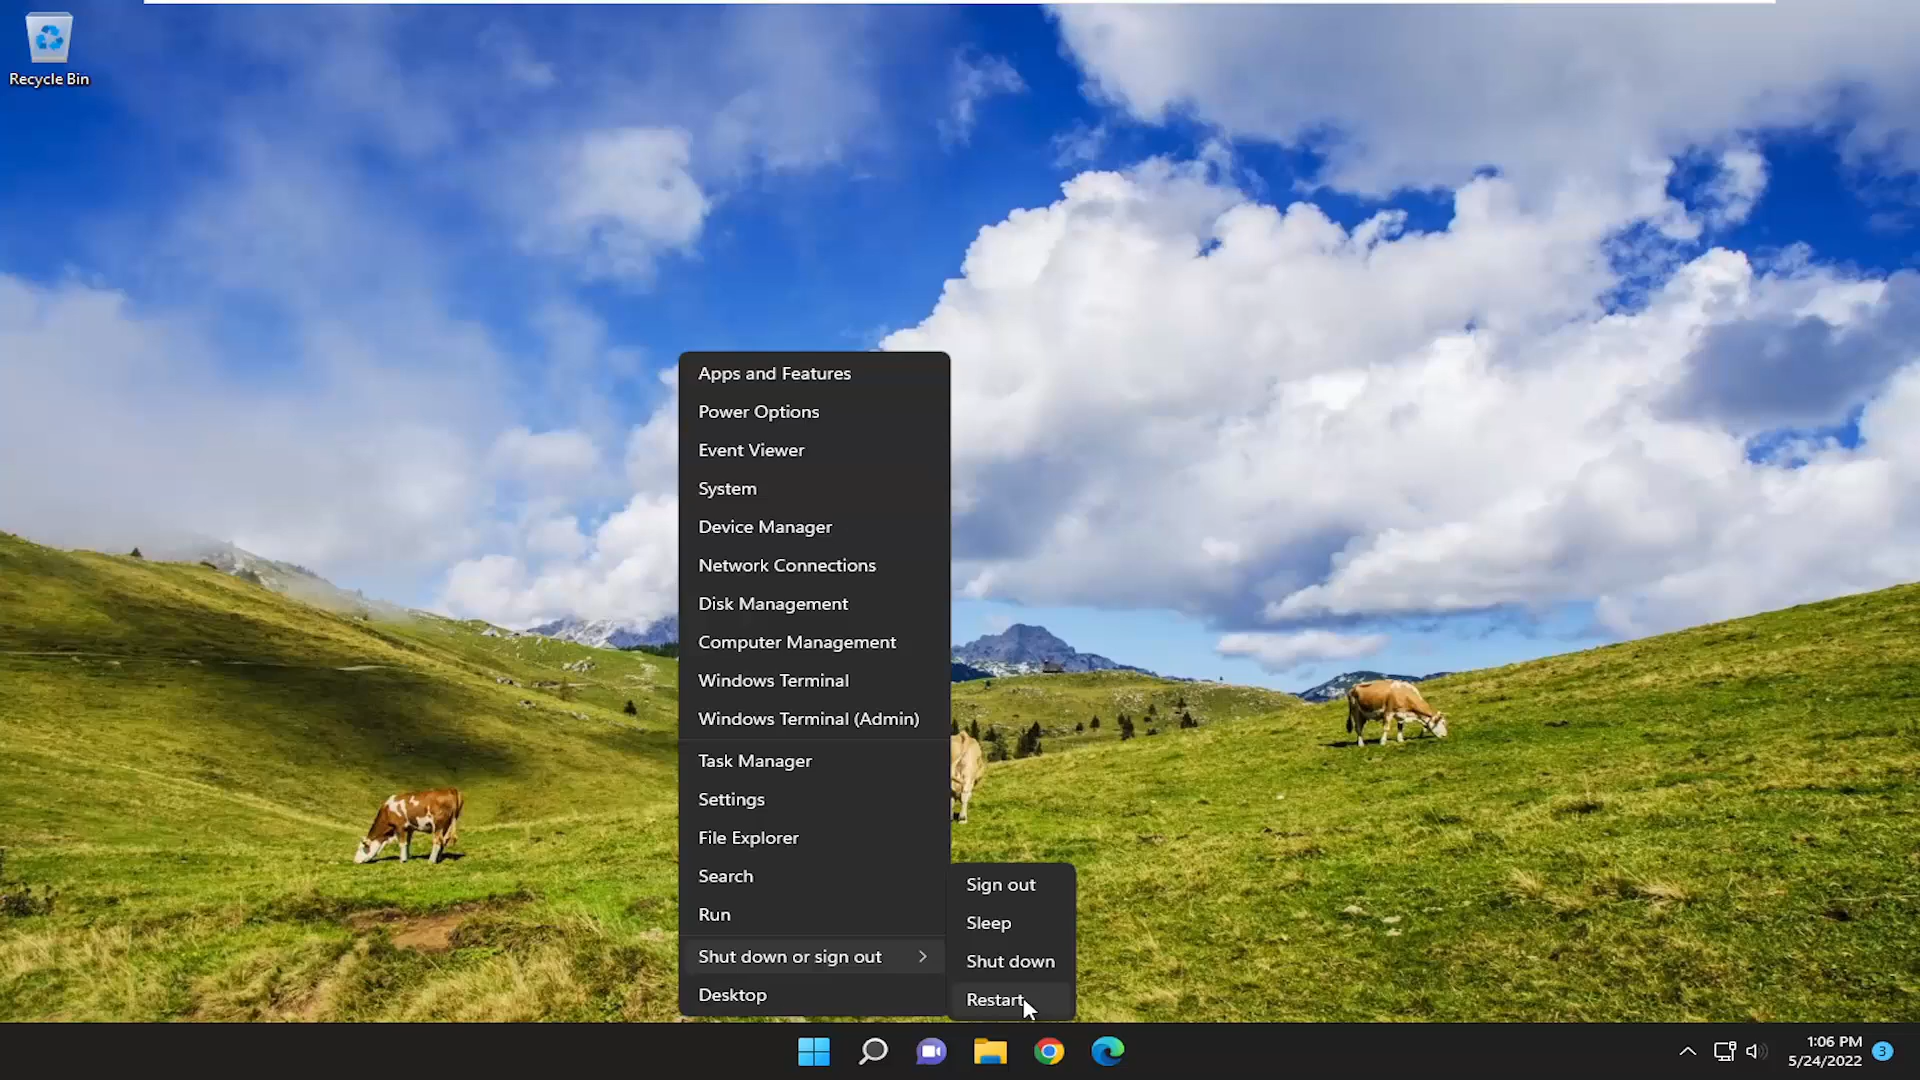 Recycle Bin
Apps and Features
Power Options
Event Viewer
System
Device Manager
Network Connections
Disk Management
Computer Management
Windows Terminal
Windows Terminal (Admin)
Task Manager
Settings
File Explorer
Search
Run
Shut down or sign out
Desktop
Sign out
Sleep
Shut down
Restart
1:06 PM
5/24/2022
3